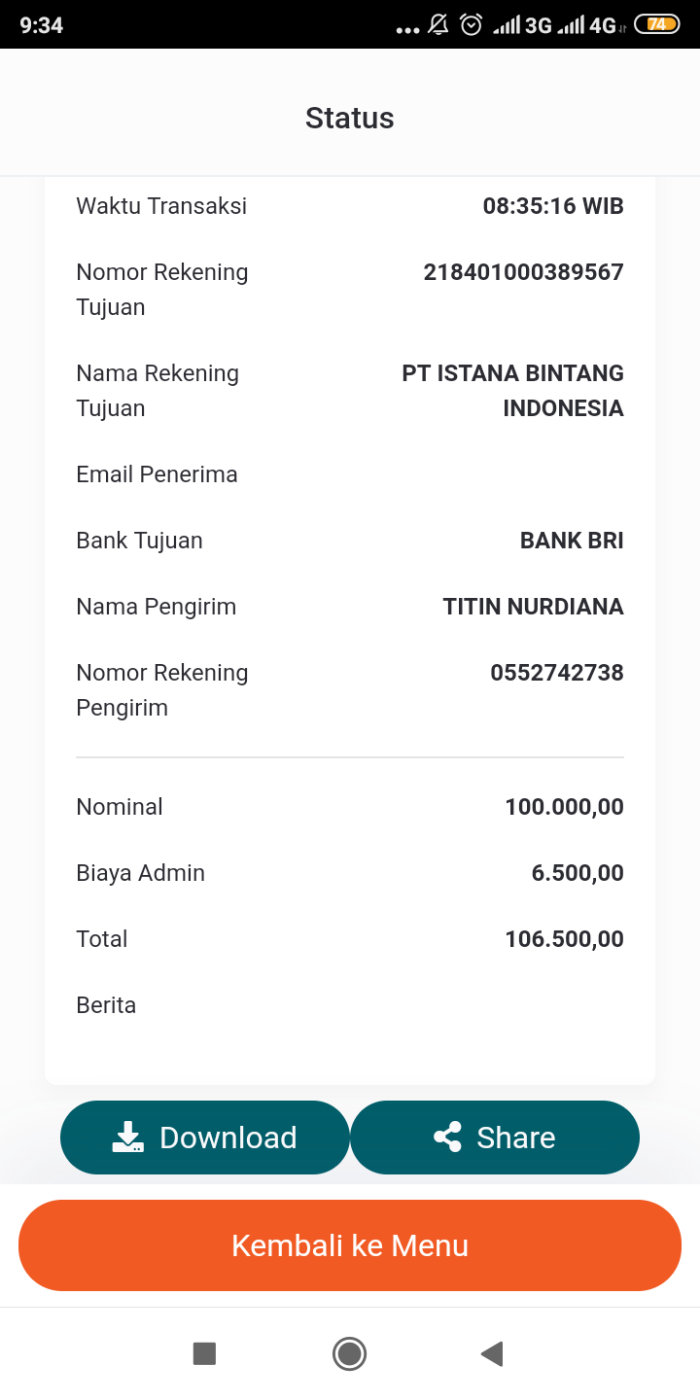 9:34
3G 4G 74
Status
Waktu Transaksi 08:35:16 WIB
Nomor Rekening 218401000389567
Tujuan
Nama Rekening PT ISTANA BINTANG
Tujuan INDONESIA
Email Penerima
Bank Tujuan BANK BRI
Nama Pengirim TITIN NURDIANA
Nomor Rekening 0552742738
Pengirim
Nominal 100.000,00
Biaya Admin 6.500,00
Total 106.500,00
Berita
Download Share
Kembali ke Menu